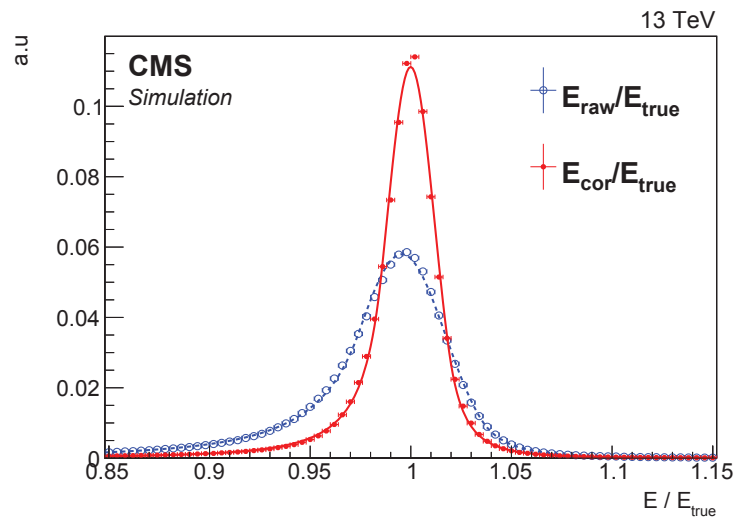 13 TeV
a.u
CMS
Simulation
E_raw/E_true
E_cor/E_true
0.1
0.08
0.06
0.04
0.02
0
0.85
0.9
0.95
1
1.05
1.1
1.15
E / E_true